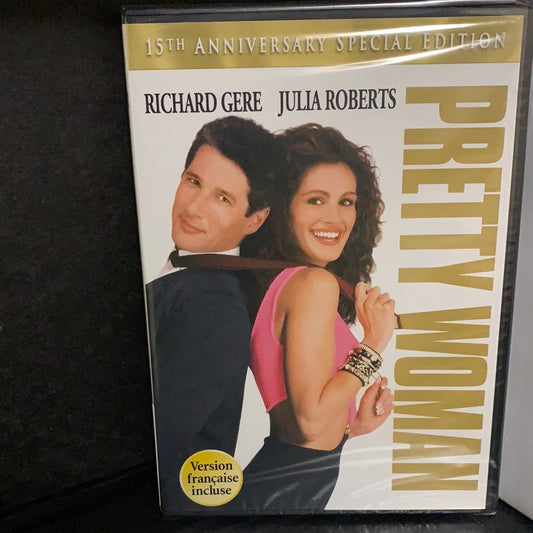 15TH ANNIVERSARY SPECIAL EDITION
RICHARD GERE JULIA ROBERTS
PRETTY WOMAN
Version
française
incluse